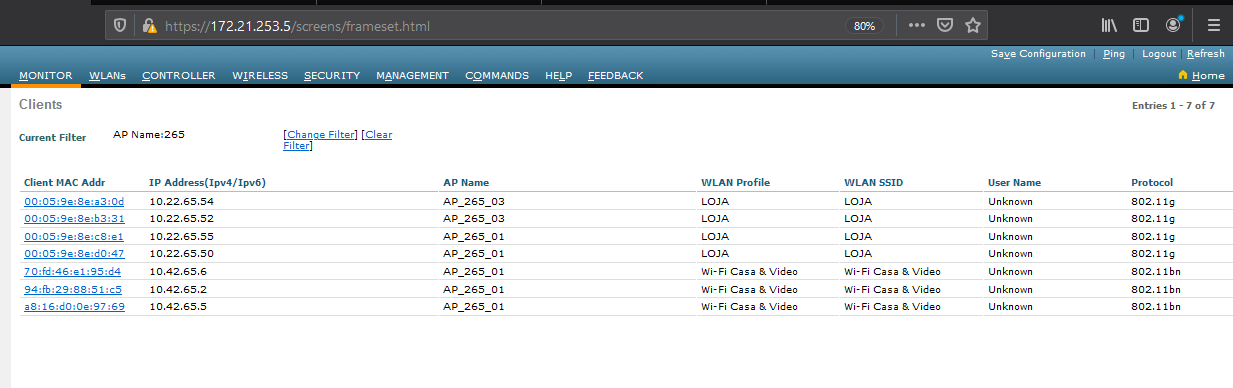 https://172.21.253.5/screens/frameset.html 80%
Save Configuration | Ping | Logout | Refresh
MONITOR WLANs CONTROLLER WIRELESS SECURITY MANAGEMENT COMMANDS HELP FEEDBACK Home
Clients Entries 1 - 7 of 7
Current Filter AP Name:265 [Change Filter] [Clear
Filter]
Client MAC Addr IP Address(Ipv4/Ipv6) AP Name WLAN Profile WLAN SSID User Name Protocol
00:05:9e:8e:a3:0d 10.22.65.54 AP_265_03 LOJA LOJA Unknown 802.11g
00:05:9e:8e:b3:31 10.22.65.52 AP_265_03 LOJA LOJA Unknown 802.11g
00:05:9e:8e:c8:e1 10.22.65.55 AP_265_01 LOJA LOJA Unknown 802.11g
00:05:9e:8e:d0:47 10.22.65.50 AP_265_01 LOJA LOJA Unknown 802.11g
70:fd:46:e1:95:d4 10.42.65.6 AP_265_01 Wi-Fi Casa & Video Wi-Fi Casa & Video Unknown 802.11bn
94:fb:29:88:51:c5 10.42.65.2 AP_265_01 Wi-Fi Casa & Video Wi-Fi Casa & Video Unknown 802.11bn
a8:16:d0:0e:97:69 10.42.65.5 AP_265_01 Wi-Fi Casa & Video Wi-Fi Casa & Video Unknown 802.11bn